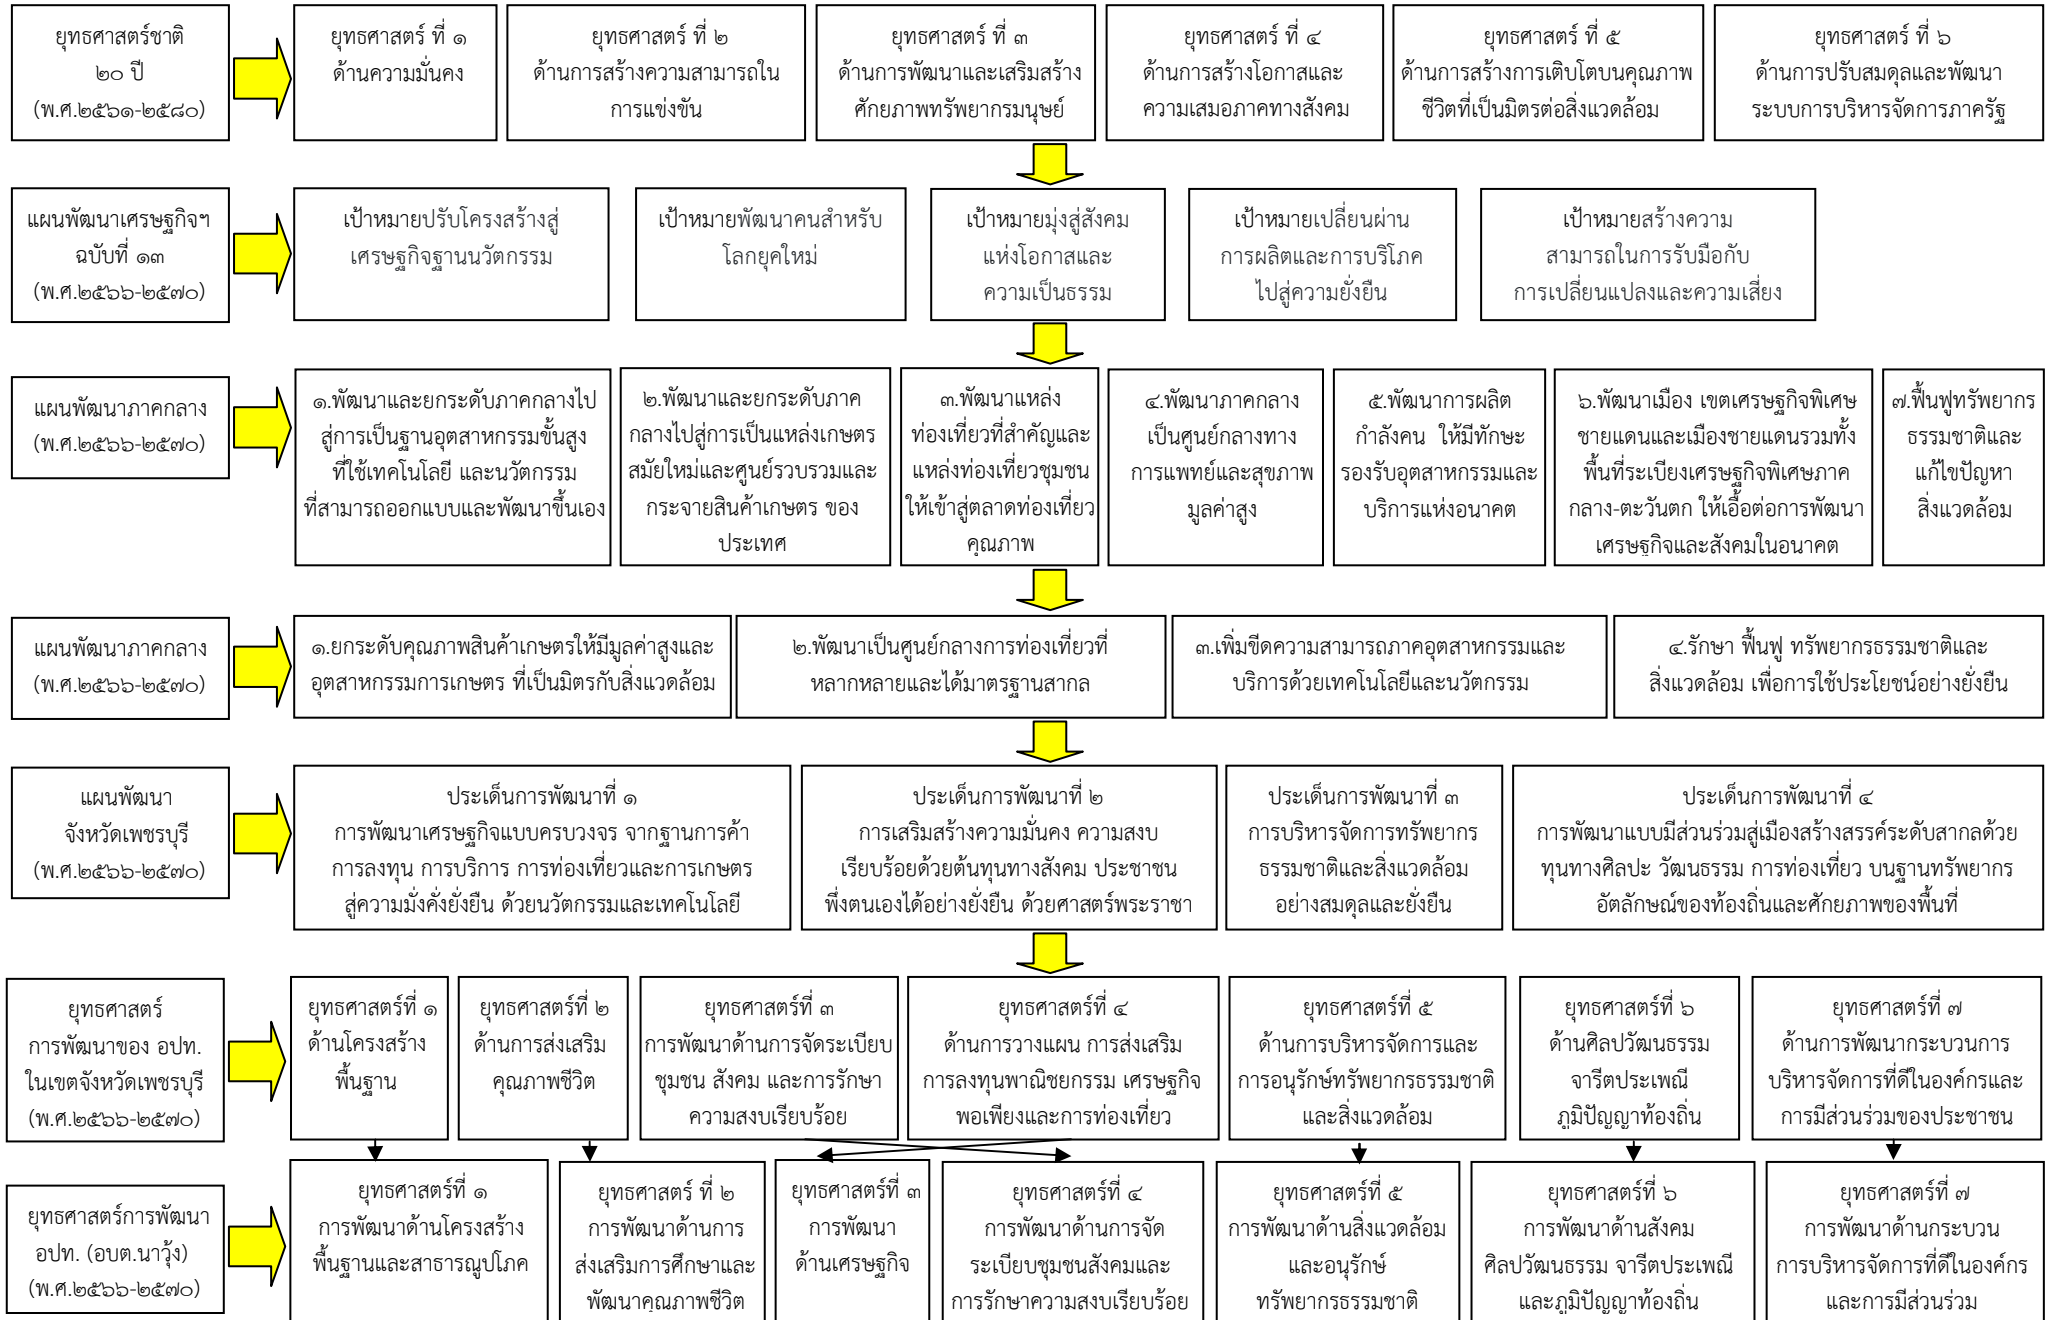 ยุทธศาสตร์ชาติ
๒๐ ปี
(พ.ศ.๒๕๖๑-๒๕๘๐)
ยุทธศาสตร์ ที่ ๑
ด้านความมั่นคง
ยุทธศาสตร์ ที่ ๒
ด้านการสร้างความสามารถใน
การแข่งขัน
ยุทธศาสตร์ ที่ ๓
ด้านการพัฒนาและเสริมสร้าง
ศักยภาพทรัพยากรมนุษย์
ยุทธศาสตร์ ที่ ๔
ด้านการสร้างโอกาสและ
ความเสมอภาคทางสังคม
ยุทธศาสตร์ ที่ ๕
ด้านการสร้างการเติบโตบนคุณภาพ
ชีวิตที่เป็นมิตรต่อสิ่งแวดล้อม
ยุทธศาสตร์ ที่ ๖
ด้านการปรับสมดุลและพัฒนา
ระบบการบริหารจัดการภาครัฐ
แผนพัฒนาเศรษฐกิจฯ
ฉบับที่ ๑๓
(พ.ศ.๒๕๖๖-๒๕๗๐)
เป้าหมายปรับโครงสร้างสู่
เศรษฐกิจฐานนวัตกรรม
เป้าหมายพัฒนาคนสำหรับ
โลกยุคใหม่
เป้าหมายมุ่งสู่สังคม
แห่งโอกาสและ
ความเป็นธรรม
เป้าหมายเปลี่ยนผ่าน
การผลิตและการบริโภค
ไปสู่ความยั่งยืน
เป้าหมายสร้างความ
สามารถในการรับมือกับ
การเปลี่ยนแปลงและความเสี่ยง
แผนพัฒนาภาคกลาง
(พ.ศ.๒๕๖๖-๒๕๗๐)
๑.พัฒนาและยกระดับภาคกลางไป
สู่การเป็นฐานอุตสาหกรรมขั้นสูง
ที่ใช้เทคโนโลยี และนวัตกรรม
ที่สามารถออกแบบและพัฒนาขึ้นเอง
๒.พัฒนาและยกระดับภาค
กลางไปสู่การเป็นแหล่งเกษตร
สมัยใหม่และศูนย์รวบรวมและ
กระจายสินค้าเกษตร ของ
ประเทศ
๓.พัฒนาแหล่ง
ท่องเที่ยวที่สำคัญและ
แหล่งท่องเที่ยวชุมชน
ให้เข้าสู่ตลาดท่องเที่ยว
คุณภาพ
๔.พัฒนาภาคกลาง
เป็นศูนย์กลางทาง
การแพทย์และสุขภาพ
มูลค่าสูง
๕.พัฒนาการผลิต
กำลังคน ให้มีทักษะ
รองรับอุตสาหกรรมและ
บริการแห่งอนาคต
๖.พัฒนาเมือง เขตเศรษฐกิจพิเศษ
ชายแดนและเมืองชายแดนรวมทั้ง
พื้นที่ระเบียงเศรษฐกิจพิเศษภาค
กลาง-ตะวันตก ให้เอื้อต่อการพัฒนา
เศรษฐกิจและสังคมในอนาคต
๗.ฟื้นฟูทรัพยากร
ธรรมชาติและ
แก้ไขปัญหา
สิ่งแวดล้อม
แผนพัฒนาภาคกลาง
(พ.ศ.๒๕๖๖-๒๕๗๐)
๑.ยกระดับคุณภาพสินค้าเกษตรให้มีมูลค่าสูงและ
อุตสาหกรรมการเกษตร ที่เป็นมิตรกับสิ่งแวดล้อม
๒.พัฒนาเป็นศูนย์กลางการท่องเที่ยวที่
หลากหลายและได้มาตรฐานสากล
๓.เพิ่มขีดความสามารถภาคอุตสาหกรรมและ
บริการด้วยเทคโนโลยีและนวัตกรรม
๔.รักษา ฟื้นฟู ทรัพยากรธรรมชาติและ
สิ่งแวดล้อม เพื่อการใช้ประโยชน์อย่างยั่งยืน
แผนพัฒนา
จังหวัดเพชรบุรี
(พ.ศ.๒๕๖๖-๒๕๗๐)
ประเด็นการพัฒนาที่ ๑
การพัฒนาเศรษฐกิจแบบครบวงจร จากฐานการค้า
การลงทุน การบริการ การท่องเที่ยวและการเกษตร
สู่ความมั่งคั่งยั่งยืน ด้วยนวัตกรรมและเทคโนโลยี
ประเด็นการพัฒนาที่ ๒
การเสริมสร้างความมั่นคง ความสงบ
เรียบร้อยด้วยต้นทุนทางสังคม ประชาชน
พึ่งตนเองได้อย่างยั่งยืน ด้วยศาสตร์พระราชา
ประเด็นการพัฒนาที่ ๓
การบริหารจัดการทรัพยากร
ธรรมชาติและสิ่งแวดล้อม
อย่างสมดุลและยั่งยืน
ประเด็นการพัฒนาที่ ๔
การพัฒนาแบบมีส่วนร่วมสู่เมืองสร้างสรรค์ระดับสากลด้วย
ทุนทางศิลปะ วัฒนธรรม การท่องเที่ยว บนฐานทรัพยากร
อัตลักษณ์ของท้องถิ่นและศักยภาพของพื้นที่
ยุทธศาสตร์
การพัฒนาของ อปท.
ในเขตจังหวัดเพชรบุรี
(พ.ศ.๒๕๖๖-๒๕๗๐)
ยุทธศาสตร์ที่ ๑
ด้านโครงสร้าง
พื้นฐาน
ยุทธศาสตร์ที่ ๒
ด้านการส่งเสริม
คุณภาพชีวิต
ยุทธศาสตร์ที่ ๓
การพัฒนาด้านการจัดระเบียบ
ชุมชน สังคม และการรักษา
ความสงบเรียบร้อย
ยุทธศาสตร์ที่ ๔
ด้านการวางแผน การส่งเสริม
การลงทุนพาณิชยกรรม เศรษฐกิจ
พอเพียงและการท่องเที่ยว
ยุทธศาสตร์ที่ ๕
ด้านการบริหารจัดการและ
การอนุรักษ์ทรัพยากรธรรมชาติ
และสิ่งแวดล้อม
ยุทธศาสตร์ที่ ๖
ด้านศิลปวัฒนธรรม
จารีตประเพณี
ภูมิปัญญาท้องถิ่น
ยุทธศาสตร์ที่ ๗
ด้านการพัฒนากระบวนการ
บริหารจัดการที่ดีในองค์กรและ
การมีส่วนร่วมของประชาชน
ยุทธศาสตร์การพัฒนา
อปท. (อบต.นาวุ้ง)
(พ.ศ.๒๕๖๖-๒๕๗๐)
ยุทธศาสตร์ที่ ๑
การพัฒนาด้านโครงสร้าง
พื้นฐานและสาธารณูปโภค
ยุทธศาสตร์ ที่ ๒
การพัฒนาด้านการ
ส่งเสริมการศึกษาและ
พัฒนาคุณภาพชีวิต
ยุทธศาสตร์ที่ ๓
การพัฒนา
ด้านเศรษฐกิจ
ยุทธศาสตร์ที่ ๔
การพัฒนาด้านการจัด
ระเบียบชุมชนสังคมและ
การรักษาความสงบเรียบร้อย
ยุทธศาสตร์ที่ ๕
การพัฒนาด้านสิ่งแวดล้อม
และอนุรักษ์
ทรัพยากรธรรมชาติ
ยุทธศาสตร์ที่ ๖
การพัฒนาด้านสังคม
ศิลปวัฒนธรรม จารีตประเพณี
และภูมิปัญญาท้องถิ่น
ยุทธศาสตร์ที่ ๗
การพัฒนาด้านกระบวน
การบริหารจัดการที่ดีในองค์กร
และการมีส่วนร่วม